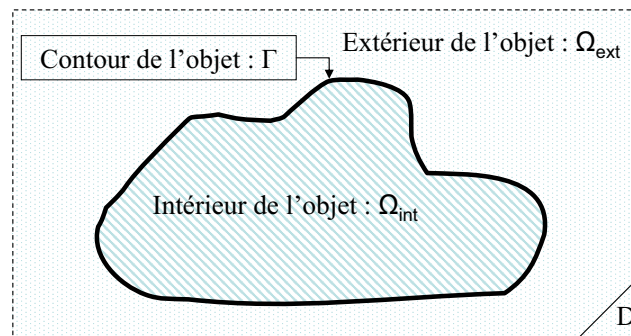 Extérieur de l’objet : Ωext
Contour de l’objet : Γ
Intérieur de l’objet : Ωint
D